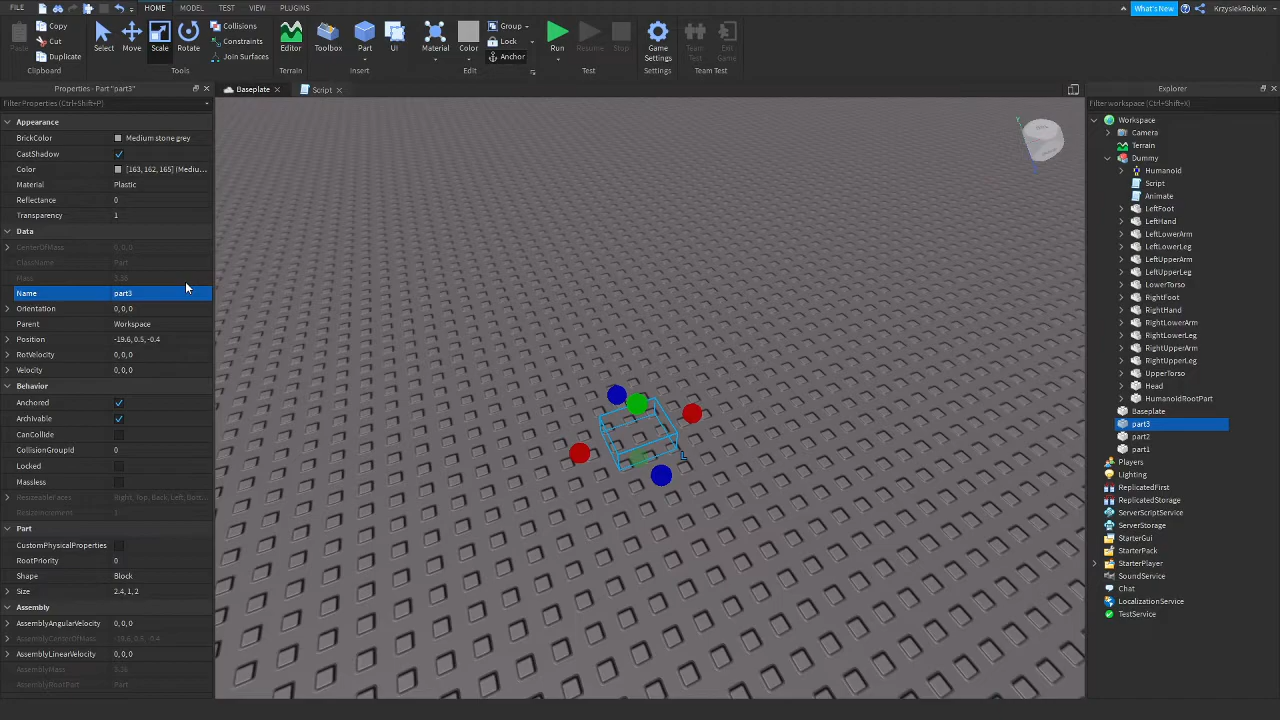 FILE HOME MODEL TEST VIEW PLUGINS What's New KrzysiekRoblox
Paste Copy Cut Duplicate Select Move Scale Rotate Collisions Constraints Join Surfaces Editor Toolbox Part UI Material Color Group Lock Anchor Run Resume Stop Game Settings Team Test Exit Game
Clipboard Tools Terrain Insert Edit Test Settings Team Test
Properties - Part "part3"
Filter Properties (Ctrl+Shift+P)
Appearance
BrickColor Medium stone grey
CastShadow
Color [163, 162, 165] (Mediu...
Material Plastic
Reflectance 0
Transparency 1
Data
CenterOfMass 0, 0, 0
ClassName Part
Mass 3.36
Name part3
Orientation 0, 0, 0
Parent Workspace
Position -19.6, 0.5, -0.4
RotVelocity 0, 0, 0
Velocity 0, 0, 0
Behavior
Anchored
Archivable
CanCollide
CollisionGroupId 0
Locked
Massless
ResizeableFaces Right, Top, Back, Left, Bott...
ResizeIncrement 1
Part
CustomPhysicalProperties
RootPriority 0
Shape Block
Size 2.4, 1, 2
Assembly
AssemblyAngularVelocity 0, 0, 0
AssemblyCenterOfMass -19.6, 0.5, -0.4
AssemblyLinearVelocity 0, 0, 0
AssemblyMass 3.36
AssemblyRootPart Part
Baseplate Script
Y
L
Explorer
Filter workspace (Ctrl+Shift+X)
Workspace
Camera
Terrain
Dummy
Humanoid
Script
Animate
LeftFoot
LeftHand
LeftLowerArm
LeftLowerLeg
LeftUpperArm
LeftUpperLeg
LowerTorso
RightFoot
RightHand
RightLowerArm
RightLowerLeg
RightUpperArm
RightUpperLeg
UpperTorso
Head
HumanoidRootPart
Baseplate
part3
part2
part1
Players
Lighting
ReplicatedFirst
ReplicatedStorage
ServerScriptService
ServerStorage
StarterGui
StarterPack
StarterPlayer
SoundService
Chat
LocalizationService
TestService